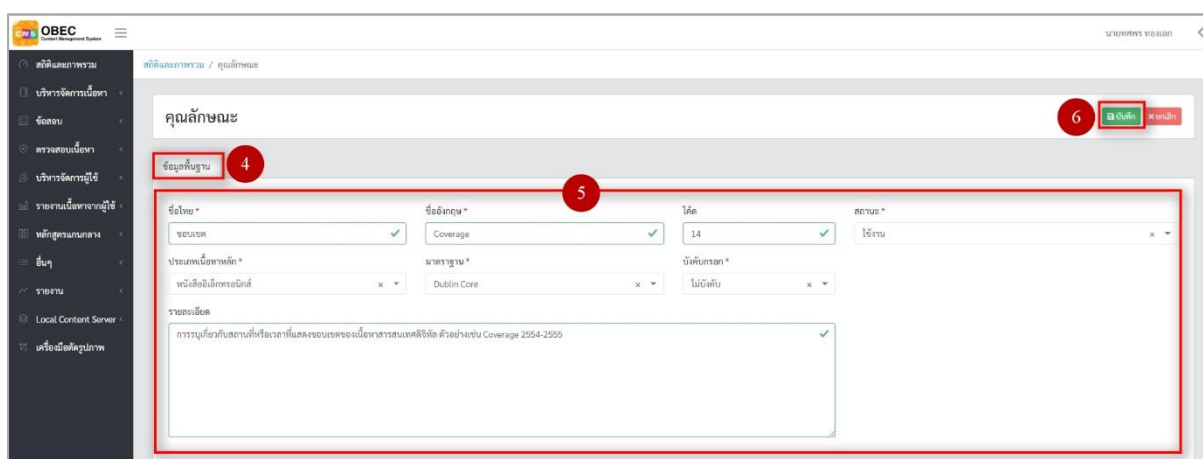 CMS OBEC
Content Management System
นายทศพร ทองเอก
สถิติและภาพรวม
บริหารจัดการเนื้อหา
ข้อสอบ
ตรวจสอบเนื้อหา
บริหารจัดการผู้ใช้
รายงานเนื้อหาจากผู้ใช้
หลักสูตรแกนกลาง
อื่นๆ
รายงาน
Local Content Server
เครื่องมือตัดรูปภาพ
สถิติและภาพรวม / คุณลักษณะ
คุณลักษณะ
6 บันทึก ×ยกเลิก
ข้อมูลพื้นฐาน 4
5
ชื่อไทย * ชื่ออังกฤษ * โค้ด สถานะ *
ขอบเขต Coverage 14 ใช้งาน ×
ประเภทเนื้อหาหลัก * มาตราฐาน * บังคับกรอก *
หนังสืออิเล็กทรอนิกส์ × Dublin Core × ไม่บังคับ ×
รายละเอียด
การระบุเกี่ยวกับสถานที่หรือเวลาที่แสดงขอบเขตของเนื้อหาสารสนเทศดิจิทัล ตัวอย่างเช่น Coverage 2554-2555